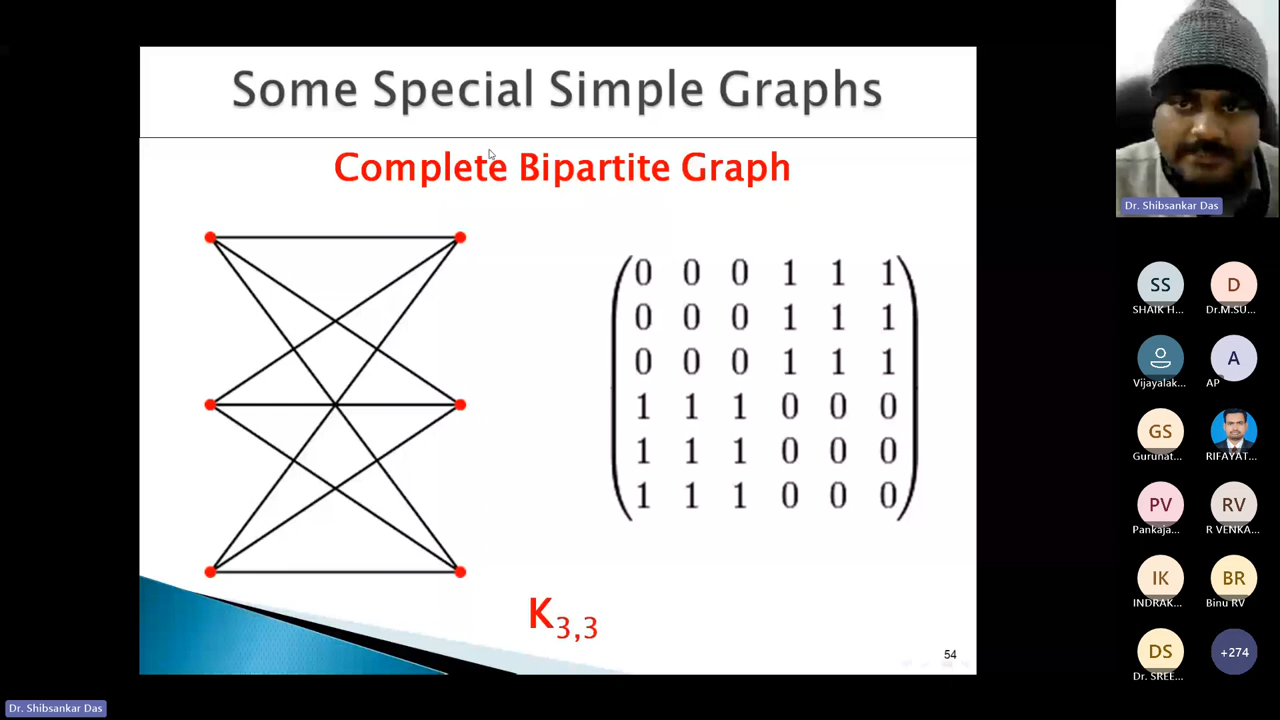 Some Special Simple Graphs
Complete Bipartite Graph
0 0 0 1 1 1
0 0 0 1 1 1
0 0 0 1 1 1
1 1 1 0 0 0
1 1 1 0 0 0
1 1 1 0 0 0
K3,3
54
Dr. Shibsankar Das
SS
SHAIK H...
D
Dr.M.SU...
Vijayalak...
A
AP
GS
Gurunat...
RIFAYAT...
PV
Pankaja...
RV
R VENKA...
IK
INDRAK...
BR
Binu RV
DS
Dr. SREE...
+274
Dr. Shibsankar Das